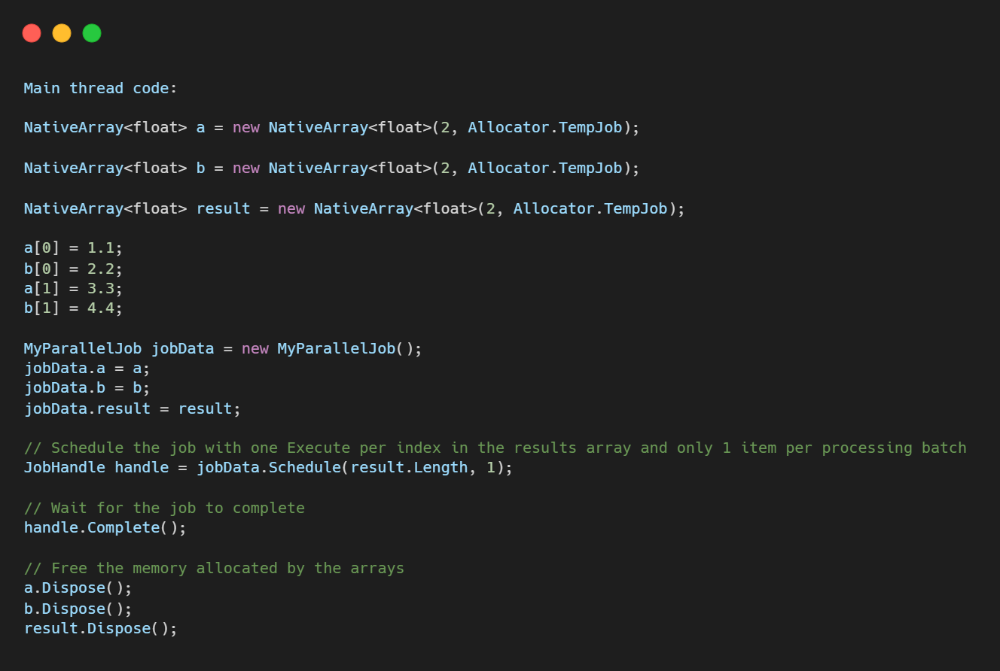 Main thread code:
NativeArray<float> a = new NativeArray<float>(2, Allocator.TempJob);
NativeArray<float> b = new NativeArray<float>(2, Allocator.TempJob);
NativeArray<float> result = new NativeArray<float>(2, Allocator.TempJob);
a[0] = 1.1;
b[0] = 2.2;
a[1] = 3.3;
b[1] = 4.4;
MyParallelJob jobData = new MyParallelJob();
jobData.a = a;
jobData.b = b;
jobData.result = result;
// Schedule the job with one Execute per index in the results array and only 1 item per processing batch
JobHandle handle = jobData.Schedule(result.Length, 1);
// Wait for the job to complete
handle.Complete();
// Free the memory allocated by the arrays
a.Dispose();
b.Dispose();
result.Dispose();